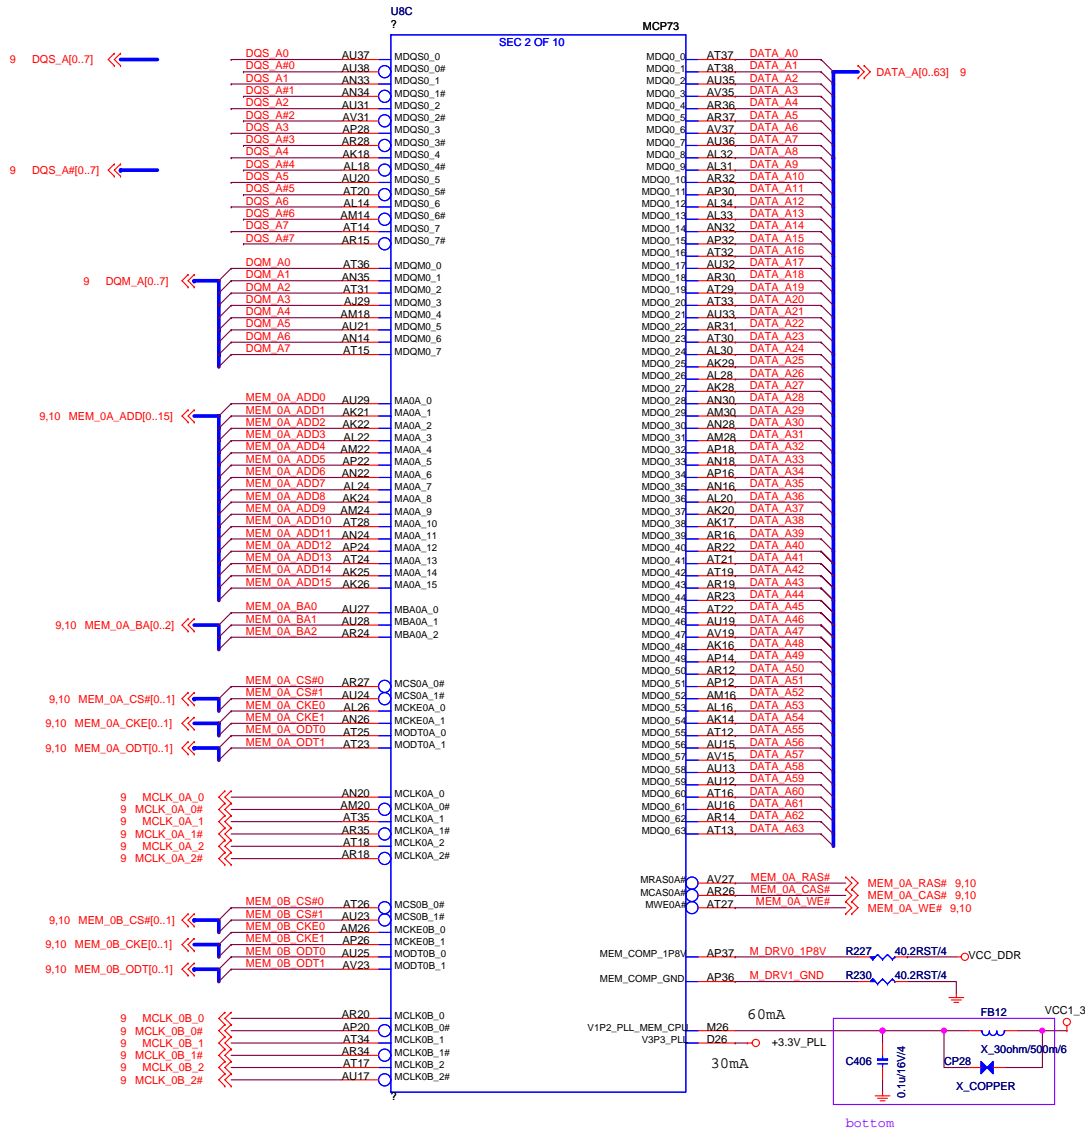 U8C
?
MCP73
SEC 2 OF 10
9 DQS_A[0..7]
DQS_A0 AU37 MDQS0_0
DQS_A#0 AU38 MDQS0_0#
DQS_A1 AN33 MDQS0_1
DQS_A#1 AN34 MDQS0_1#
DQS_A2 AU31 MDQS0_2
DQS_A#2 AV31 MDQS0_2#
DQS_A3 AP28 MDQS0_3
DQS_A#3 AR28 MDQS0_3#
DQS_A4 AK18 MDQS0_4
9 DQS_A#[0..7]
DQS_A#4 AL18 MDQS0_4#
DQS_A5 AU20 MDQS0_5
DQS_A#5 AT20 MDQS0_5#
DQS_A6 AL14 MDQS0_6
DQS_A#6 AM14 MDQS0_6#
DQS_A7 AT14 MDQS0_7
DQS_A#7 AR15 MDQS0_7#
9 DQM_A[0..7]
DQM_A0 AT36 MDQM0_0
DQM_A1 AN35 MDQM0_1
DQM_A2 AT31 MDQM0_2
DQM_A3 AJ29 MDQM0_3
DQM_A4 AM18 MDQM0_4
DQM_A5 AU21 MDQM0_5
DQM_A6 AN14 MDQM0_6
DQM_A7 AT15 MDQM0_7
9,10 MEM_0A_ADD[0..15]
MEM_0A_ADD0 AU29 MA0A_0
MEM_0A_ADD1 AK21 MA0A_1
MEM_0A_ADD2 AK22 MA0A_2
MEM_0A_ADD3 AL22 MA0A_3
MEM_0A_ADD4 AM22 MA0A_4
MEM_0A_ADD5 AP22 MA0A_5
MEM_0A_ADD6 AN22 MA0A_6
MEM_0A_ADD7 AL24 MA0A_7
MEM_0A_ADD8 AK24 MA0A_8
MEM_0A_ADD9 AM24 MA0A_9
MEM_0A_ADD10 AT28 MA0A_10
MEM_0A_ADD11 AN24 MA0A_11
MEM_0A_ADD12 AP24 MA0A_12
MEM_0A_ADD13 AT24 MA0A_13
MEM_0A_ADD14 AK25 MA0A_14
MEM_0A_ADD15 AK26 MA0A_15
9,10 MEM_0A_BA[0..2]
MEM_0A_BA0 AU27 MBA0A_0
MEM_0A_BA1 AU28 MBA0A_1
MEM_0A_BA2 AR24 MBA0A_2
9,10 MEM_0A_CS#[0..1]
9,10 MEM_0A_CKE[0..1]
9,10 MEM_0A_ODT[0..1]
MEM_0A_CS#0 AR27 MCS0A_0#
MEM_0A_CS#1 AU24 MCS0A_1#
MEM_0A_CKE0 AL26 MCKE0A_0
MEM_0A_CKE1 AN26 MCKE0A_1
MEM_0A_ODT0 AT25 MODT0A_0
MEM_0A_ODT1 AT23 MODT0A_1
9 MCLK_0A_0 AN20 MCLK0A_0
9 MCLK_0A_0# AM20 MCLK0A_0#
9 MCLK_0A_1 AT35 MCLK0A_1
9 MCLK_0A_1# AR35 MCLK0A_1#
9 MCLK_0A_2 AT18 MCLK0A_2
9 MCLK_0A_2# AR18 MCLK0A_2#
9,10 MEM_0B_CS#[0..1]
9,10 MEM_0B_CKE[0..1]
9,10 MEM_0B_ODT[0..1]
MEM_0B_CS#0 AT26 MCS0B_0#
MEM_0B_CS#1 AU23 MCS0B_1#
MEM_0B_CKE0 AM26 MCKE0B_0
MEM_0B_CKE1 AP26 MCKE0B_1
MEM_0B_ODT0 AU25 MODT0B_0
MEM_0B_ODT1 AV23 MODT0B_1
9 MCLK_0B_0 AR20 MCLK0B_0
9 MCLK_0B_0# AP20 MCLK0B_0#
9 MCLK_0B_1 AT34 MCLK0B_1
9 MCLK_0B_1# AR34 MCLK0B_1#
9 MCLK_0B_2 AT17 MCLK0B_2
9 MCLK_0B_2# AU17 MCLK0B_2#
?
MDQ0_0 AT37 DATA_A0
MDQ0_1 AT38 DATA_A1
DATA_A[0..63] 9
MDQ0_2 AU35 DATA_A2
MDQ0_3 AV35 DATA_A3
MDQ0_4 AR36 DATA_A4
MDQ0_5 AR37 DATA_A5
MDQ0_6 AV37 DATA_A6
MDQ0_7 AU36 DATA_A7
MDQ0_8 AL32 DATA_A8
MDQ0_9 AL31 DATA_A9
MDQ0_10 AR32 DATA_A10
MDQ0_11 AP30 DATA_A11
MDQ0_12 AL34 DATA_A12
MDQ0_13 AL33 DATA_A13
MDQ0_14 AN32 DATA_A14
MDQ0_15 AP32 DATA_A15
MDQ0_16 AT32 DATA_A16
MDQ0_17 AU32 DATA_A17
MDQ0_18 AR30 DATA_A18
MDQ0_19 AT29 DATA_A19
MDQ0_20 AT33 DATA_A20
MDQ0_21 AU33 DATA_A21
MDQ0_22 AR31 DATA_A22
MDQ0_23 AT30 DATA_A23
MDQ0_24 AL30 DATA_A24
MDQ0_25 AK29 DATA_A25
MDQ0_26 AL28 DATA_A26
MDQ0_27 AK28 DATA_A27
MDQ0_28 AN30 DATA_A28
MDQ0_29 AM30 DATA_A29
MDQ0_30 AN28 DATA_A30
MDQ0_31 AM28 DATA_A31
MDQ0_32 AP18 DATA_A32
MDQ0_33 AN18 DATA_A33
MDQ0_34 AP16 DATA_A34
MDQ0_35 AN16 DATA_A35
MDQ0_36 AL20 DATA_A36
MDQ0_37 AK20 DATA_A37
MDQ0_38 AK17 DATA_A38
MDQ0_39 AR16 DATA_A39
MDQ0_40 AR22 DATA_A40
MDQ0_41 AT21 DATA_A41
MDQ0_42 AT19 DATA_A42
MDQ0_43 AR19 DATA_A43
MDQ0_44 AR23 DATA_A44
MDQ0_45 AT22 DATA_A45
MDQ0_46 AU19 DATA_A46
MDQ0_47 AV19 DATA_A47
MDQ0_48 AK16 DATA_A48
MDQ0_49 AP14 DATA_A49
MDQ0_50 AR12 DATA_A50
MDQ0_51 AP12 DATA_A51
MDQ0_52 AM16 DATA_A52
MDQ0_53 AL16 DATA_A53
MDQ0_54 AK14 DATA_A54
MDQ0_55 AT12 DATA_A55
MDQ0_56 AU15 DATA_A56
MDQ0_57 AV15 DATA_A57
MDQ0_58 AU13 DATA_A58
MDQ0_59 AU12 DATA_A59
MDQ0_60 AT16 DATA_A60
MDQ0_61 AU16 DATA_A61
MDQ0_62 AR14 DATA_A62
MDQ0_63 AT13 DATA_A63
MRAS0A# AV27 MEM_0A_RAS# MEM_0A_RAS# 9,10
MCAS0A# AR26 MEM_0A_CAS# MEM_0A_CAS# 9,10
MWE0A# AT27 MEM_0A_WE# MEM_0A_WE# 9,10
MEM_COMP_1P8V AP37 M_DRV0_1P8V R227 40.2RST/4 VCC_DDR
MEM_COMP_GND AP36 M_DRV1_GND R230 40.2RST/4
60mA
V1P2_PLL_MEM_CPU M26
V3P3_PLL D26 +3.3V_PLL
30mA
FB12 VCC1_3
X_30ohm/500m/6
C406 0.1u/16V/4
CP28
X_COPPER
bottom